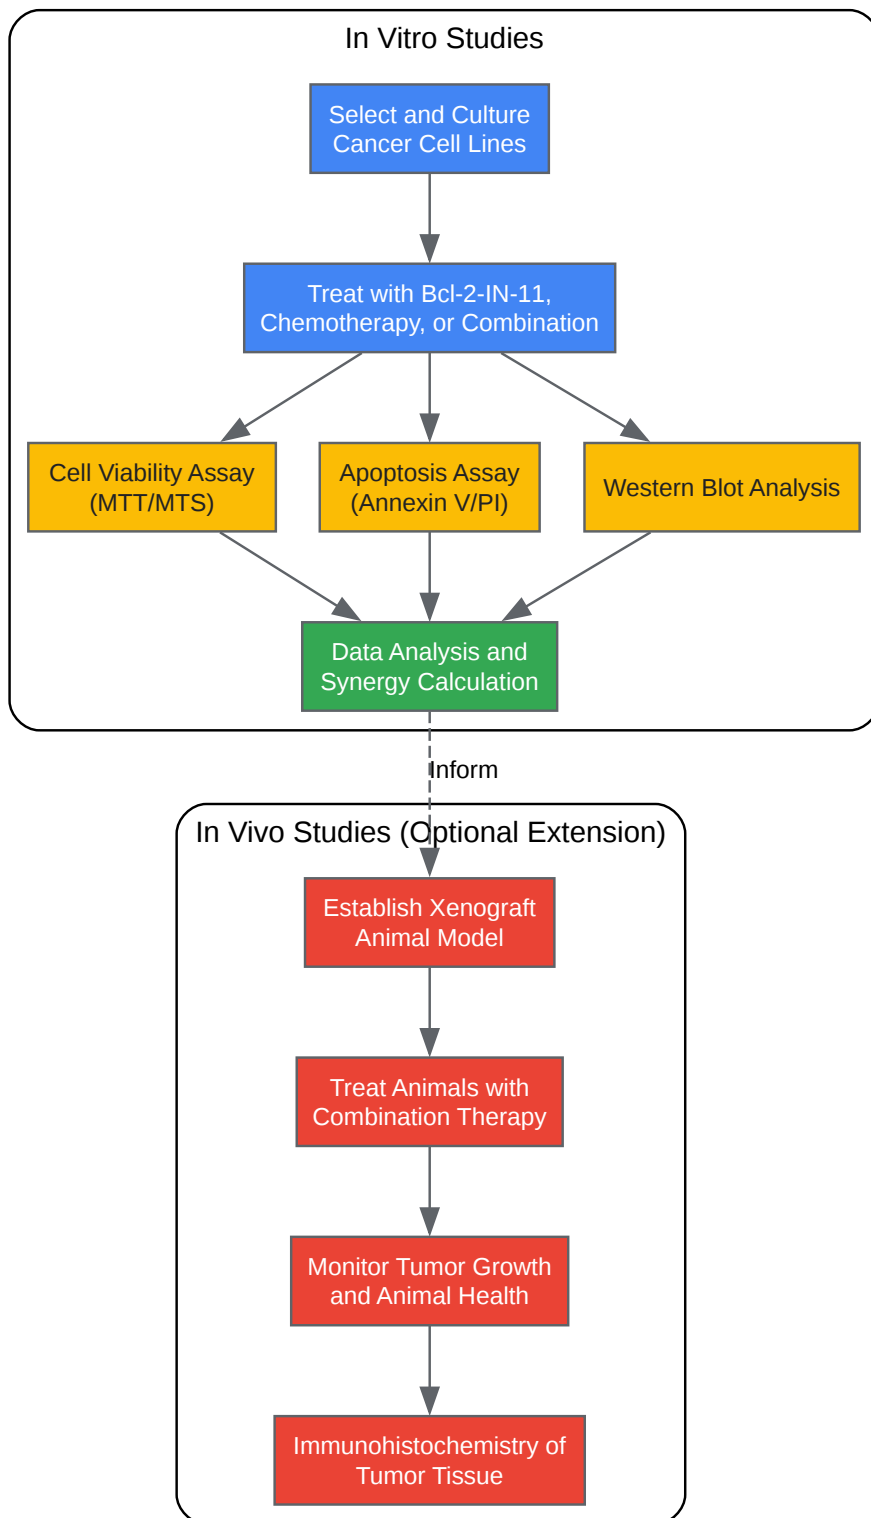 In Vitro Studies
Select and Culture
Cancer Cell Lines
Treat with Bcl-2-IN-11,
Chemotherapy, or Combination
Cell Viability Assay
(MTT/MTS)
Apoptosis Assay
(Annexin V/PI)
Western Blot Analysis
Data Analysis and
Synergy Calculation
Inform
In Vivo Studies (Optional Extension)
Establish Xenograft
Animal Model
Treat Animals with
Combination Therapy
Monitor Tumor Growth
and Animal Health
Immunohistochemistry of
Tumor Tissue